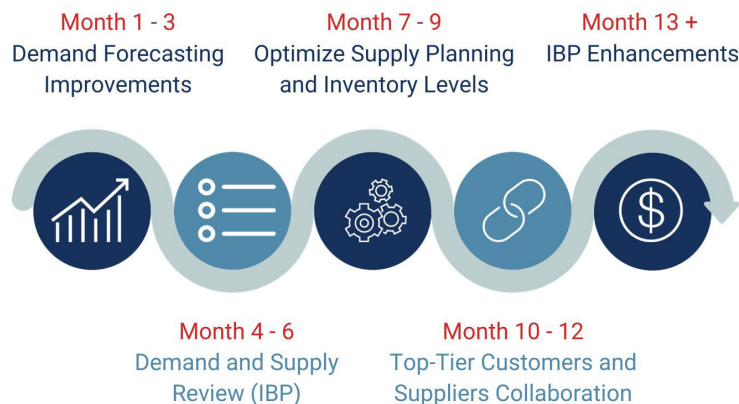 Month 1 - 3
Demand Forecasting
Improvements
Month 4 - 6
Demand and Supply
Review (IBP)
Month 7 - 9
Optimize Supply Planning
and Inventory Levels
Month 10 - 12
Top-Tier Customers and
Suppliers Collaboration
Month 13 +
IBP Enhancements
$